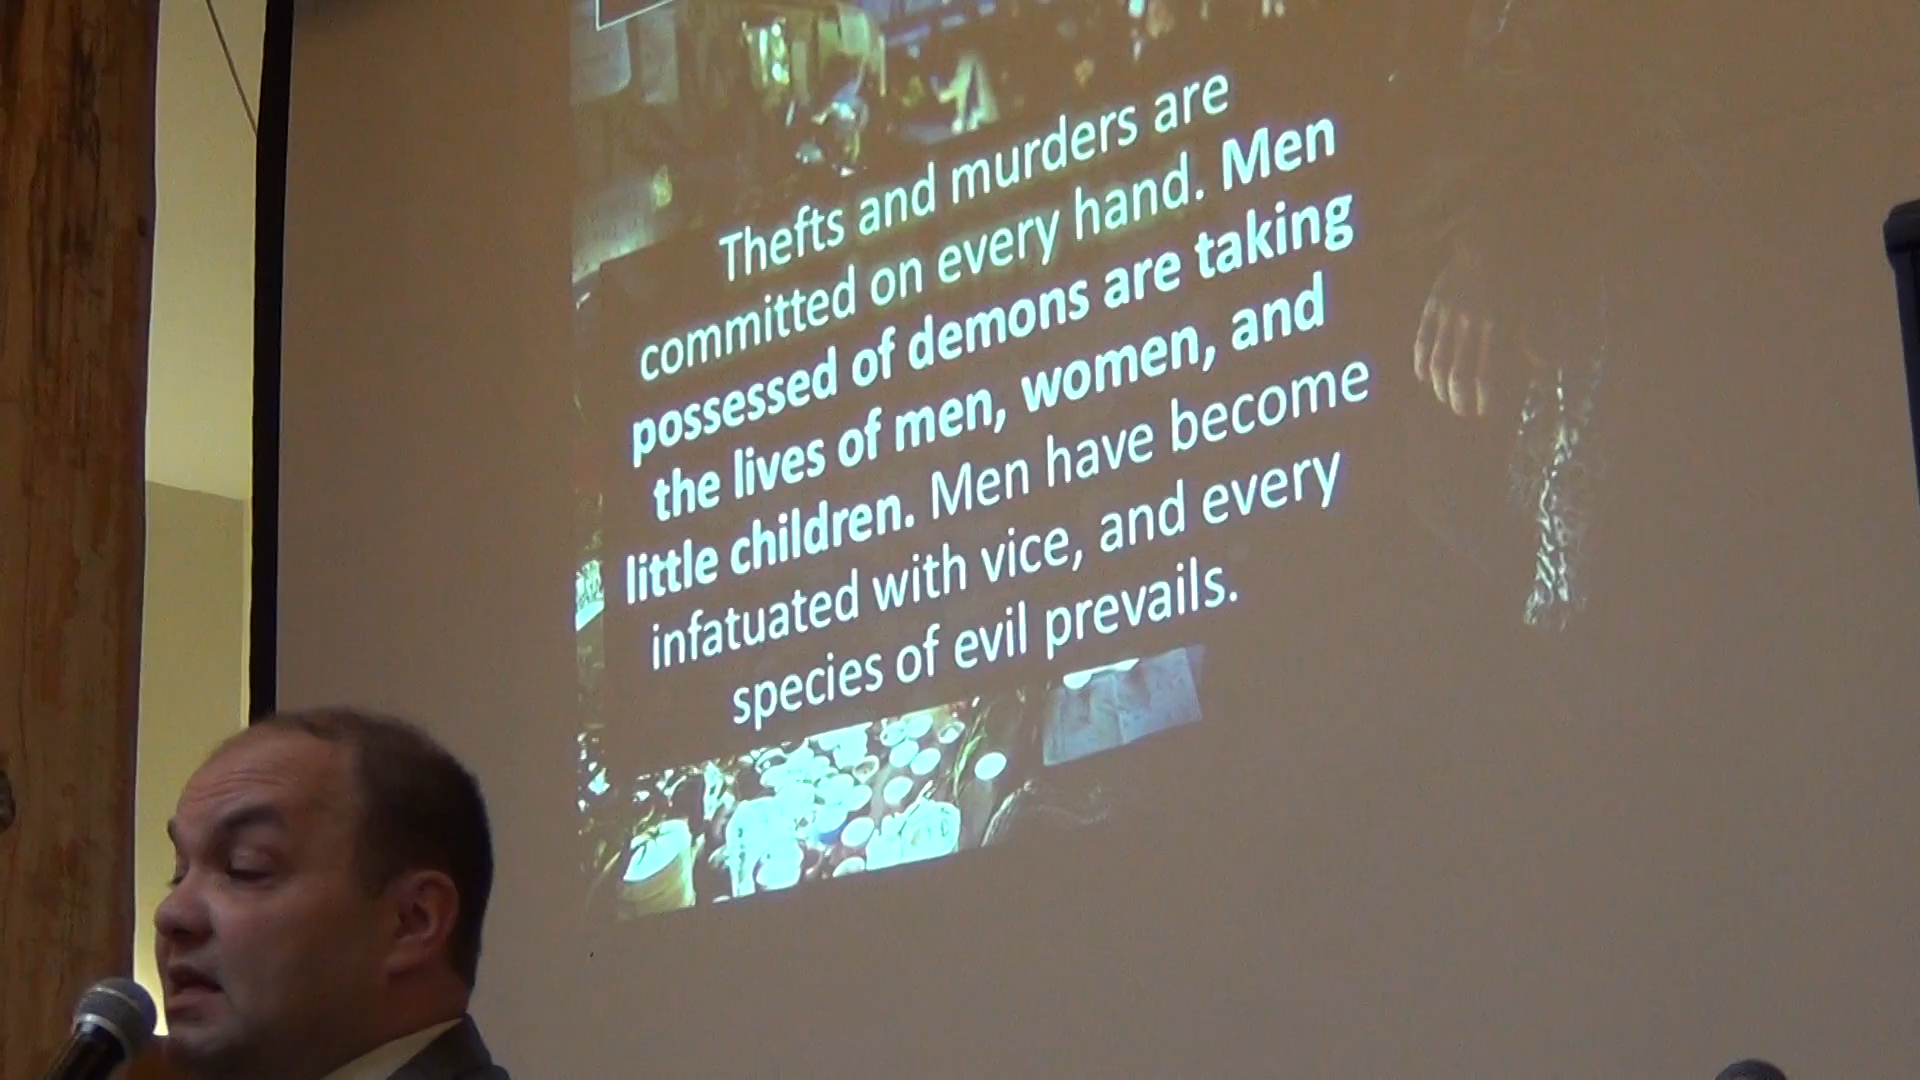 Thefts and murders are
committed on every hand. Men
possessed of demons are taking
the lives of men, women, and
little children. Men have become
infatuated with vice, and every
species of evil prevails.